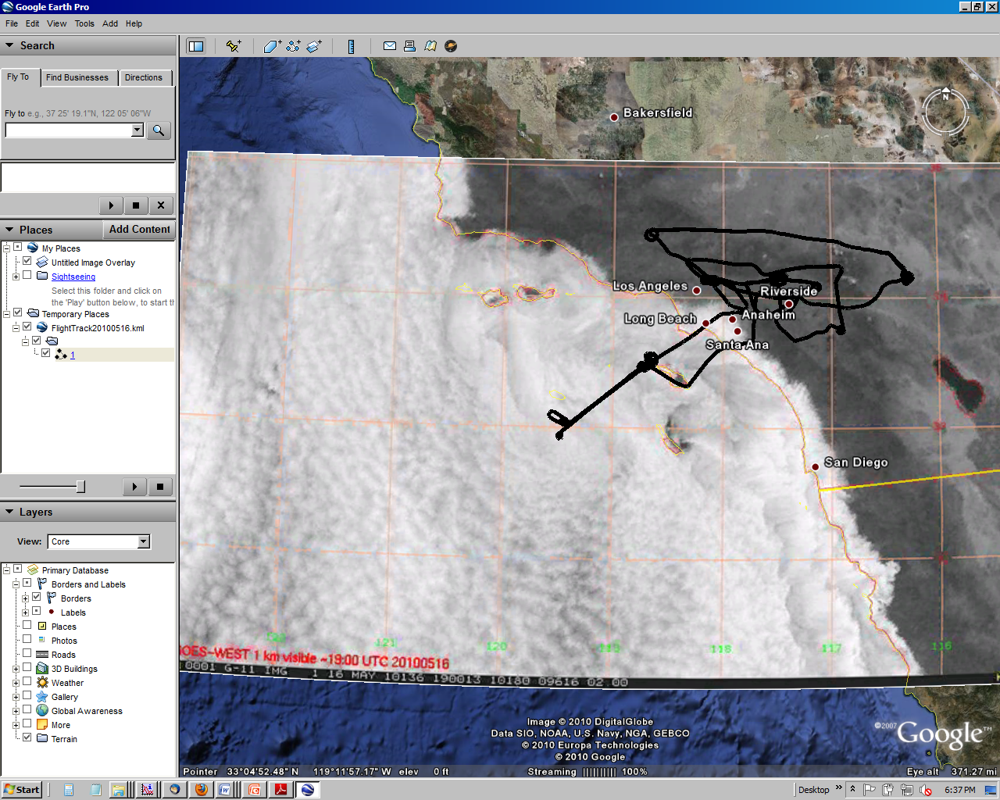 Google Earth Pro
File Edit View Tools Add Help
Search
Fly To Find Businesses Directions
Fly to e.g., 37 25' 19.1"N, 122 05' 06"W
Places Add Content
My Places
Untitled Image Overlay
Sightseeing
Select this folder and click on
the 'Play' button below, to start th
Temporary Places
FlightTrack20100516.kml
1
Layers
View: Core
Primary Database
Borders and Labels
Borders
Labels
Places
Photos
Roads
3D Buildings
Weather
Gallery
Global Awareness
More
Terrain
N
Bakersfield
Los Angeles
Riverside
Long Beach
Anaheim
Santa Ana
San Diego
121 120 118 117 116
OES-WEST 1 km visible ~19:00 UTC 20100516
0001 G-11 IMG 1 16 MAY 10136 190013 10180 09616 02.00
Image © 2010 DigitalGlobe
Data SIO, NOAA, U.S. Navy, NGA, GEBCO
© 2010 Europa Technologies
© 2010 Google
©2007 Google™
Pointer 33°04'52.48" N 119°11'57.17" W elev 0 ft Streaming |||||||||| 100% Eye alt 371.27 mi
Start Desktop » 6:37 PM